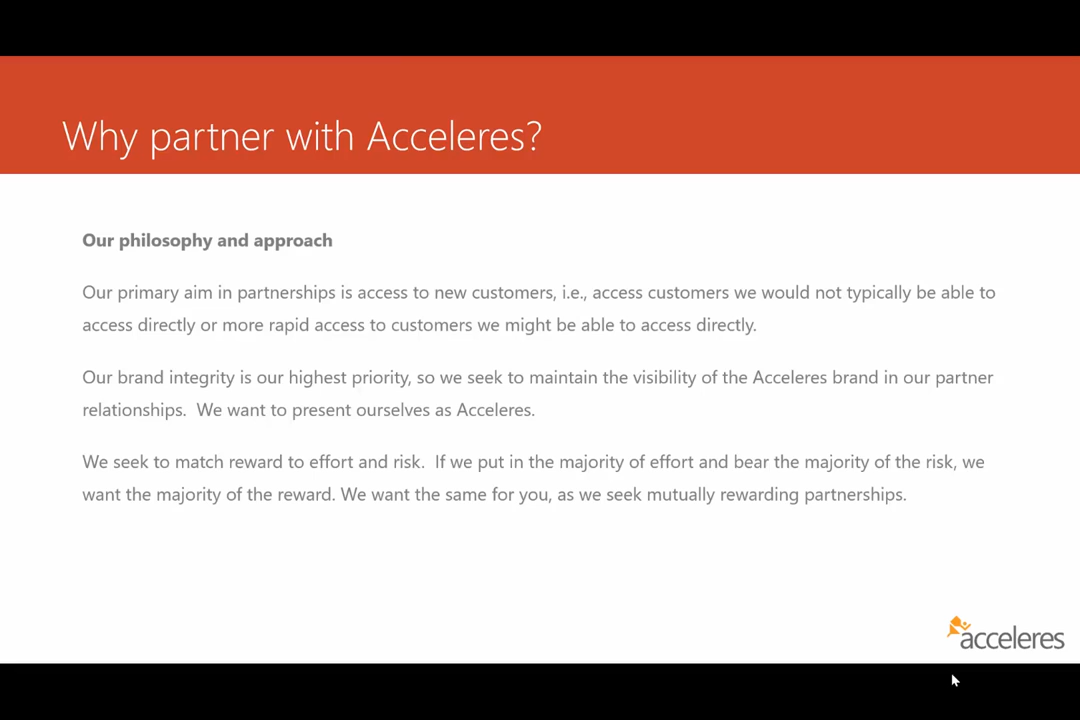 Why partner with Acceleres?
Our philosophy and approach
Our primary aim in partnerships is access to new customers, i.e., access customers we would not typically be able to
access directly or more rapid access to customers we might be able to access directly.
Our brand integrity is our highest priority, so we seek to maintain the visibility of the Acceleres brand in our partner
relationships.  We want to present ourselves as Acceleres.
We seek to match reward to effort and risk.  If we put in the majority of effort and bear the majority of the risk, we
want the majority of the reward. We want the same for you, as we seek mutually rewarding partnerships.
acceleres